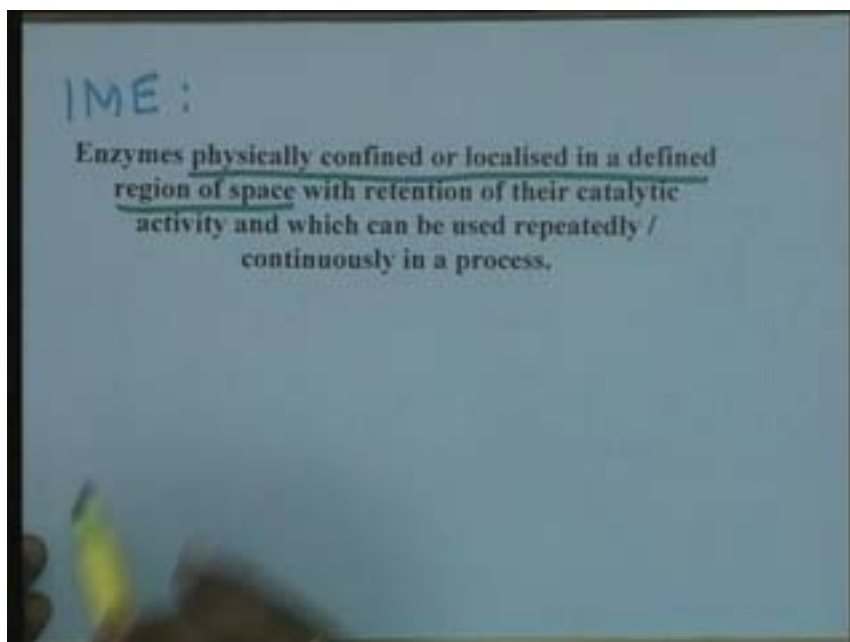 IME :
Enzymes physically confined or localised in a defined
region of space with retention of their catalytic
activity and which can be used repeatedly /
continuously in a process.